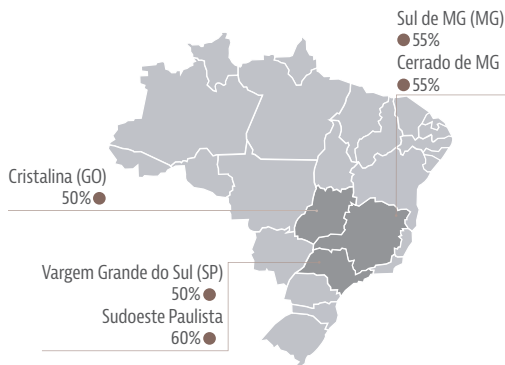 Sul de MG (MG)
55%
Cerrado de MG
55%
Cristalina (GO)
50%
Vargem Grande do Sul (SP)
50%
Sudoeste Paulista
60%